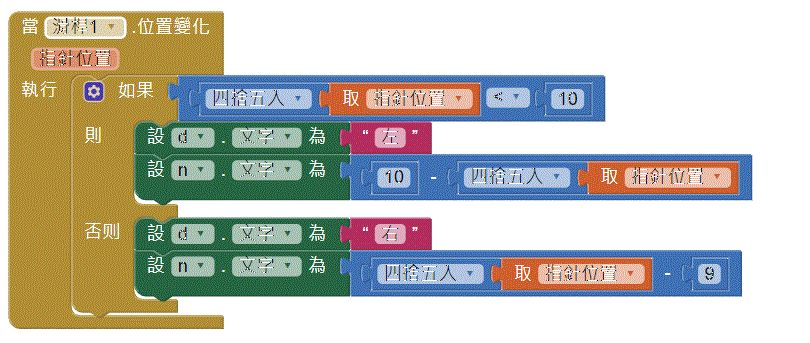 當 滑桿1 .位置變化
指針位置
執行 如果 四捨五入 取 指針位置 < 10
則 設 d . 文字 為 “ 左 ”
設 n . 文字 為 10 - 四捨五入 取 指針位置
否則 設 d . 文字 為 “ 右 ”
設 n . 文字 為 四捨五入 取 指針位置 - 9